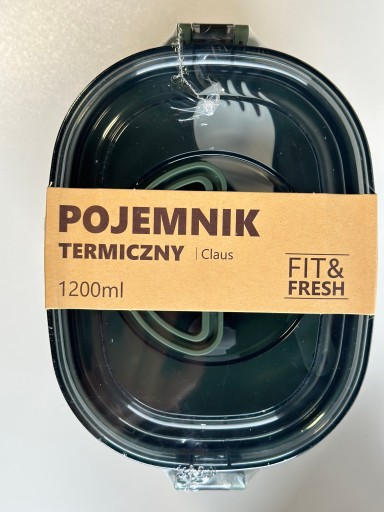 POJEMNIK
TERMICZNY | Claus
1200ml
FIT&
FRESH